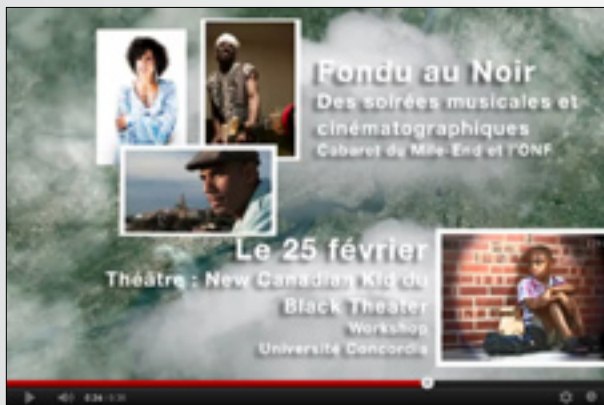 Fondu au Noir
Des soirées musicales et
cinématographiques
Cabaret du Mile-End et l'ONF
Le 25 février
Théâtre : New Canadian Kid du
Black Theater
Workshop
Université Concordia